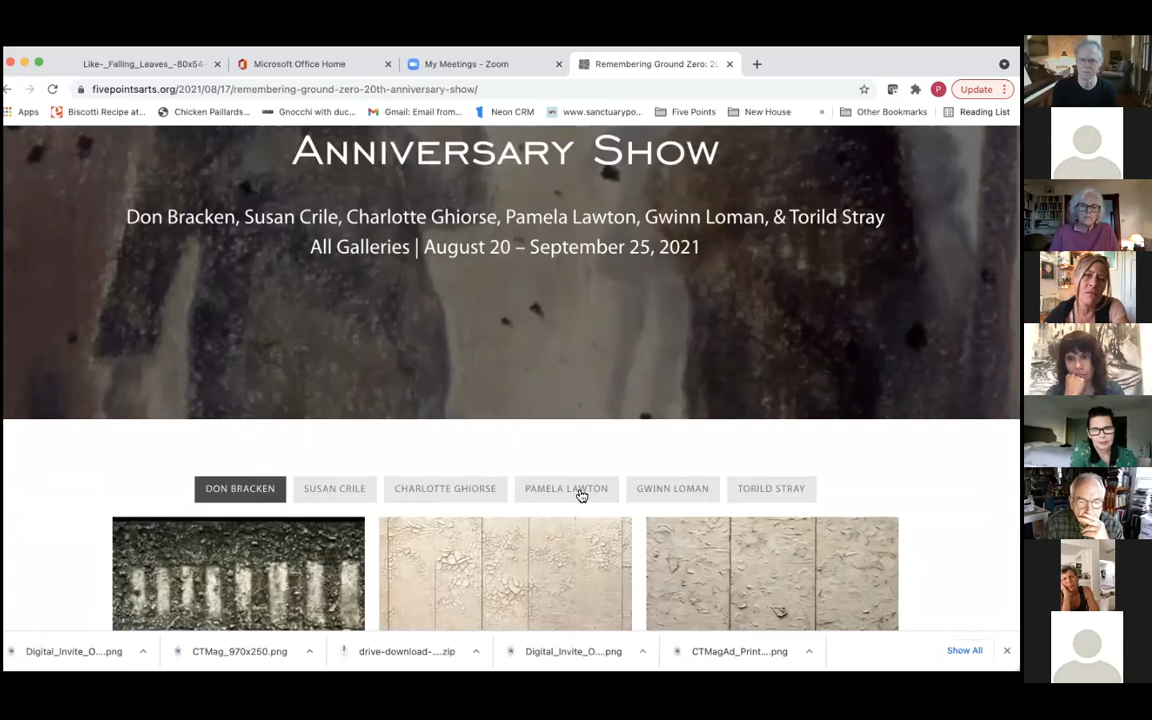 Like-_Falling_Leaves_-80x54-
Microsoft Office Home
My Meetings - Zoom
Remembering Ground Zero: 20
fivepointsarts.org/2021/08/17/remembering-ground-zero-20th-anniversary-show/
P
Update
Apps
Biscotti Recipe at...
Chicken Paillards...
Gnocchi with duc...
Gmail: Email from...
Neon CRM
www.sanctuarypo...
Five Points
New House
»
Other Bookmarks
Reading List
ANNIVERSARY SHOW
Don Bracken, Susan Crile, Charlotte Ghiorse, Pamela Lawton, Gwinn Loman, & Torild Stray
All Galleries | August 20 – September 25, 2021
DON BRACKEN
SUSAN CRILE
CHARLOTTE GHIORSE
PAMELA LAWTON
GWINN LOMAN
TORILD STRAY
Digital_Invite_O....png
CTMag_970x250.png
drive-download-....zip
Digital_Invite_O....png
CTMagAd_Print....png
Show All